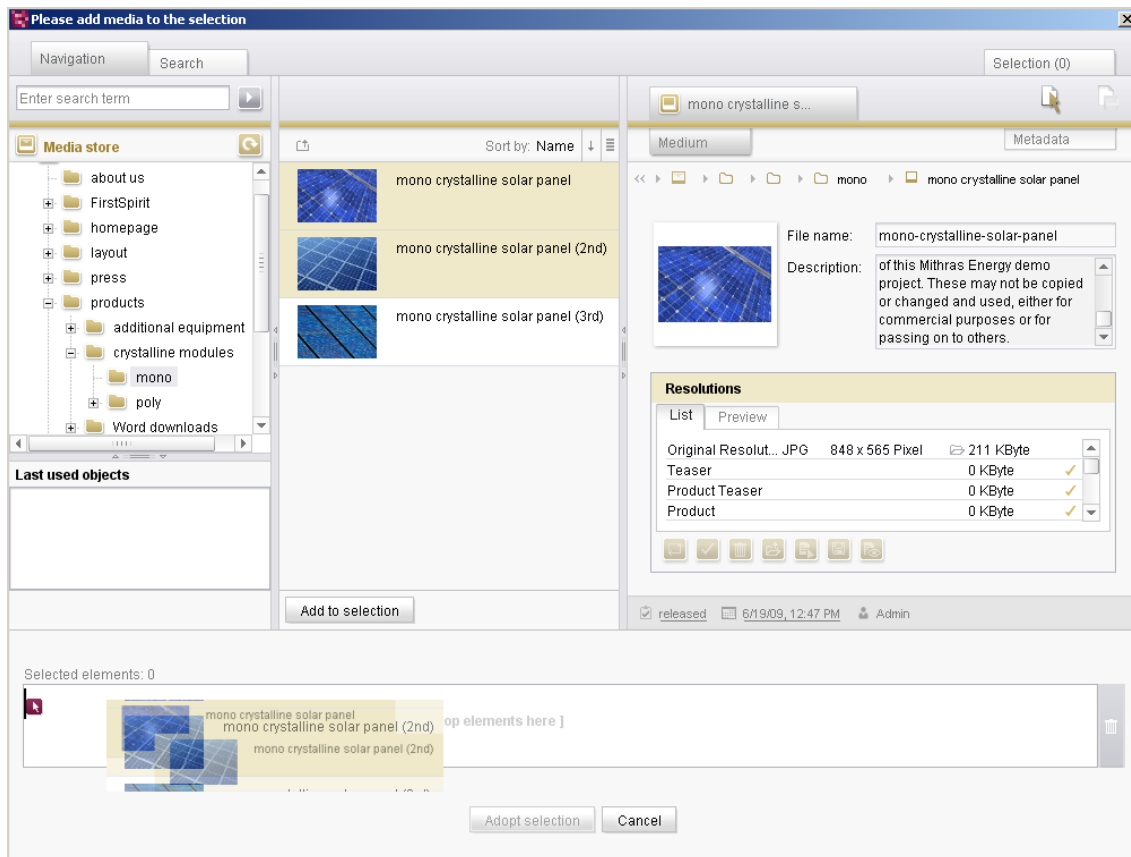 Please add media to the selection
Navigation
Search
Selection (0)
Enter search term
mono crystalline s...
Media store
Sort by: Name
Medium
Metadata
about us
FirstSpirit
homepage
layout
press
products
additional equipment
crystalline modules
mono
poly
Word downloads
Last used objects
mono crystalline solar panel
mono crystalline solar panel (2nd)
mono crystalline solar panel (3rd)
Add to selection
mono
mono crystalline solar panel
File name: mono-crystalline-solar-panel
Description: of this Mithras Energy demo
project. These may not be copied
or changed and used, either for
commercial purposes or for
passing on to others.
Resolutions
List Preview
Original Resolut... JPG 848 x 565 Pixel 211 KByte
Teaser 0 KByte
Product Teaser 0 KByte
Product 0 KByte
released 6/19/09, 12:47 PM Admin
Selected elements: 0
mono crystalline solar panel
mono crystalline solar panel (2nd)
op elements here ]
mono crystalline solar panel (2nd)
Adopt selection
Cancel